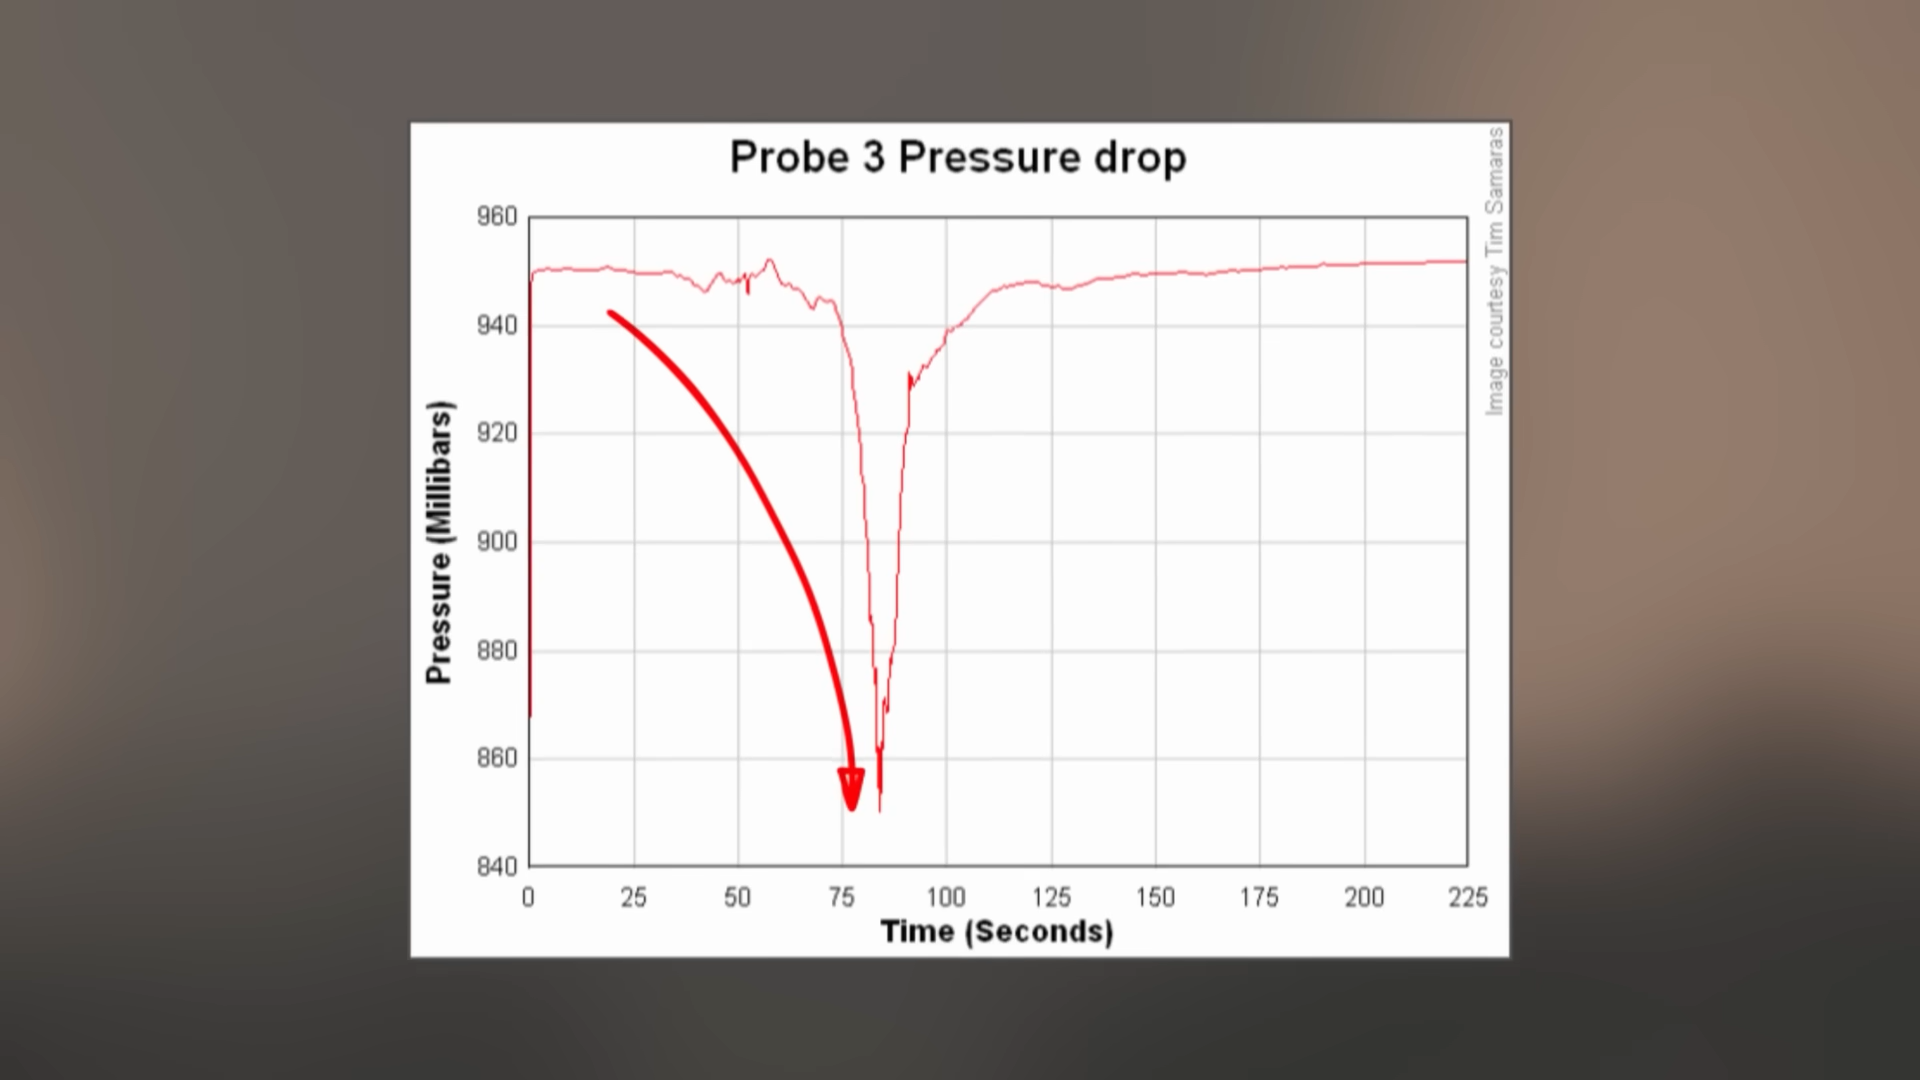 Probe 3 Pressure drop
Image courtesy Tim Samaras
Pressure (Millibars)
960
940
920
900
880
860
840
0 25 50 75 100 125 150 175 200 225
Time (Seconds)